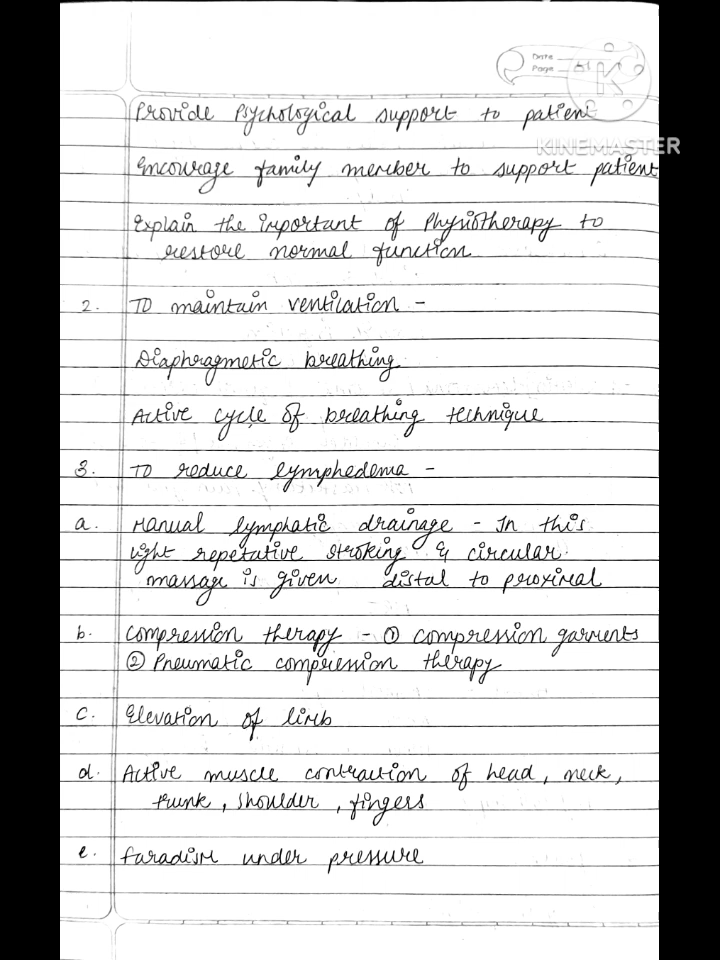 Date
Page
KINEMASTER
Provide Psychological support to patient
Encourage family member to support patient
Explain the important of Physiotherapy to
restore normal function
2. TO maintain ventilation -
Diaphragmetic breathing
Active cycle of breathing technique
3. TO reduce lymphedema -
a. Manual lymphatic drainage - In this
light repetative stroking & circular
massage is given distal to proximal
b. Compression therapy - ① compression garments
② Pneumatic compression therapy
c. Elevation of limb
d. Active muscle contraction of head, neck,
trunk, shoulder, fingers
e. faradism under pressure